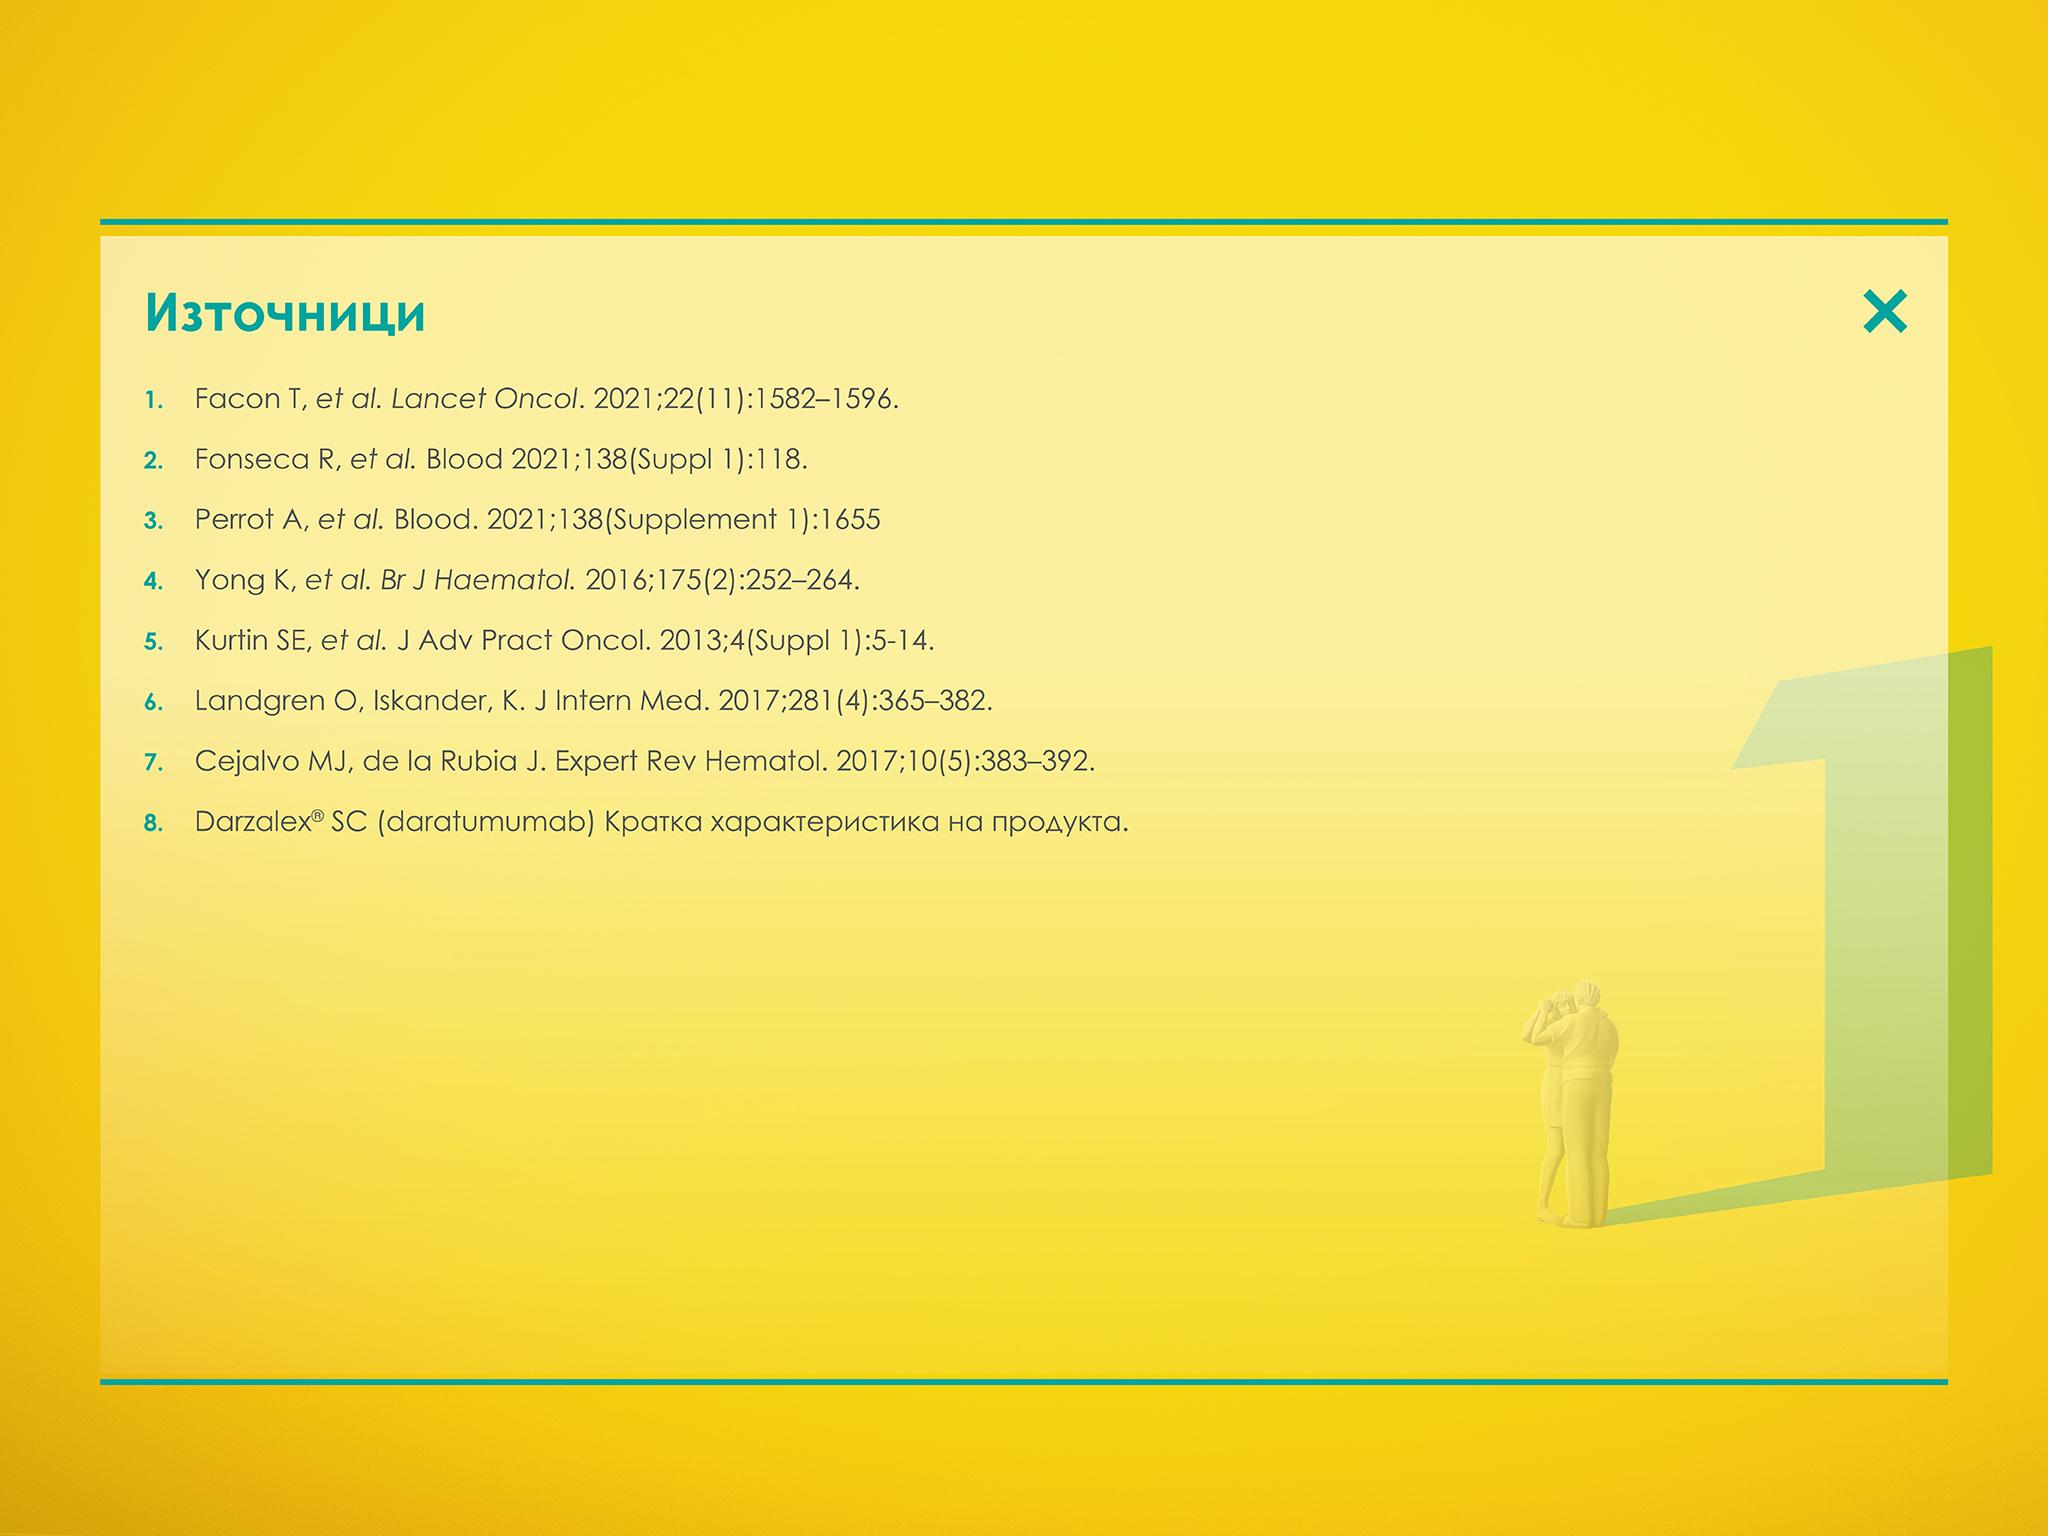 Източници
1. Facon T, et al. Lancet Oncol. 2021;22(11):1582–1596.
2. Fonseca R, et al. Blood 2021;138(Suppl 1):118.
3. Perrot A, et al. Blood. 2021;138(Supplement 1):1655
4. Yong K, et al. Br J Haematol. 2016;175(2):252–264.
5. Kurtin SE, et al. J Adv Pract Oncol. 2013;4(Suppl 1):5-14.
6. Landgren O, Iskander, K. J Intern Med. 2017;281(4):365–382.
7. Cejalvo MJ, de la Rubia J. Expert Rev Hematol. 2017;10(5):383–392.
8. Darzalex® SC (daratumumab) Кратка характеристика на продукта.
1